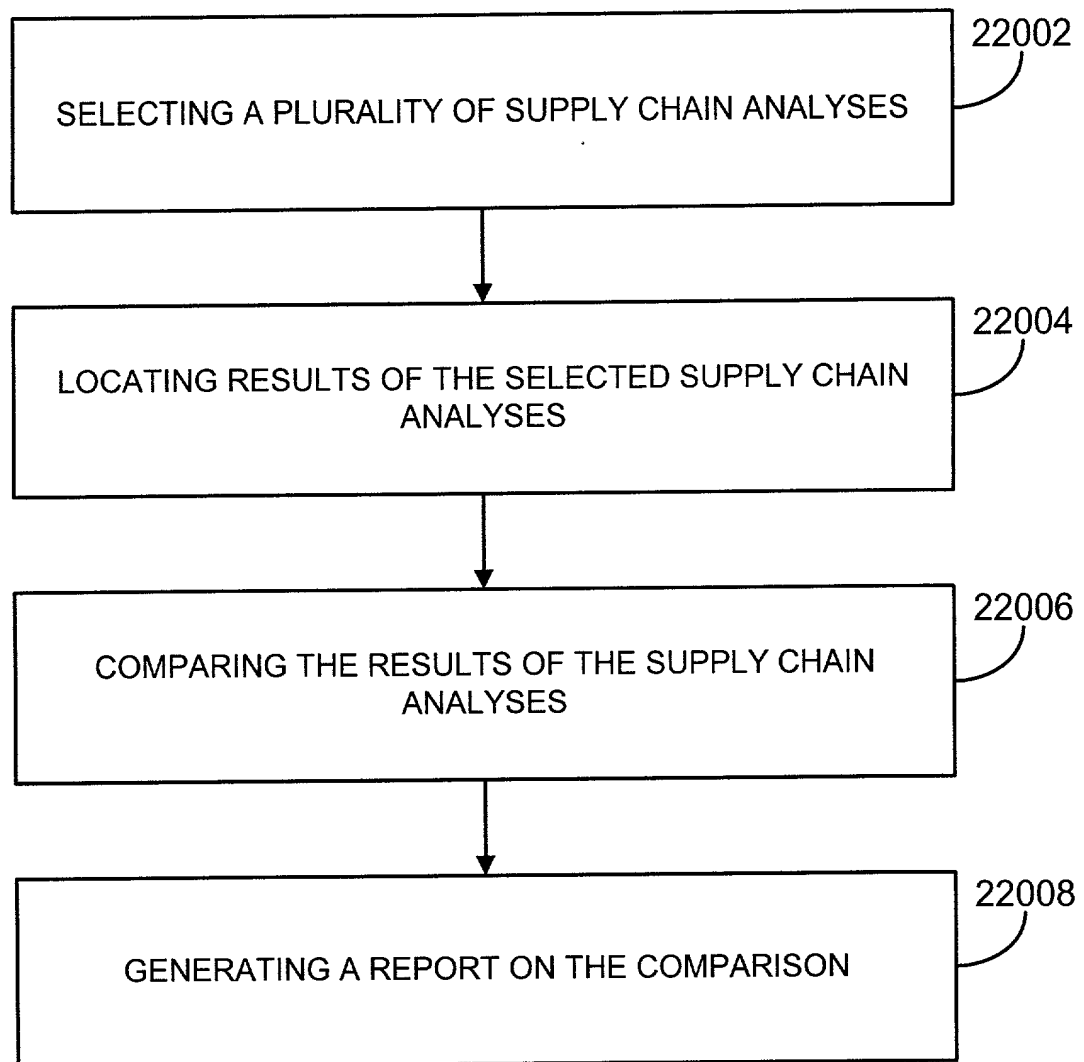 22002
SELECTING A PLURALITY OF SUPPLY CHAIN ANALYSES
22004
LOCATING RESULTS OF THE SELECTED SUPPLY CHAIN
ANALYSES
22006
COMPARING THE RESULTS OF THE SUPPLY CHAIN
ANALYSES
22008
GENERATING A REPORT ON THE COMPARISON